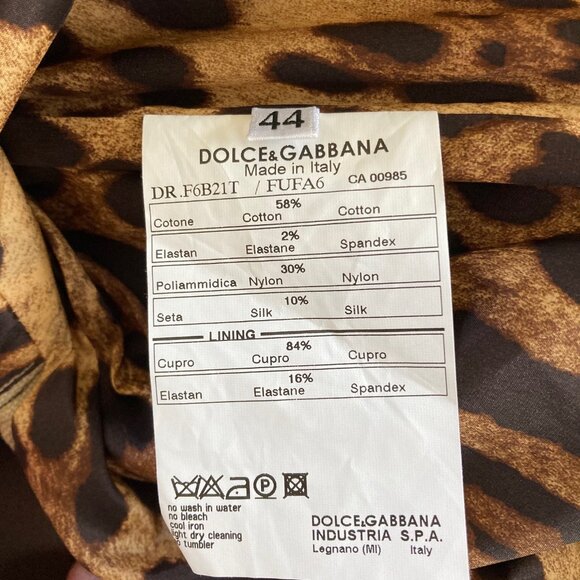 44
DOLCE&GABBANA
Made in Italy
DR.F6B21T / FUFA6 CA 00985
58%
Cotone Cotton Cotton
2%
Elastan Elastane Spandex
30%
Poliammidica Nylon Nylon
10%
Seta Silk Silk
LINING
84%
Cupro Cupro Cupro
16%
Elastan Elastane Spandex
P
no wash in water
no bleach
cool iron
light dry cleaning
no tumbler
DOLCE&GABBANA
INDUSTRIA S.P.A.
Legnano (MI) Italy